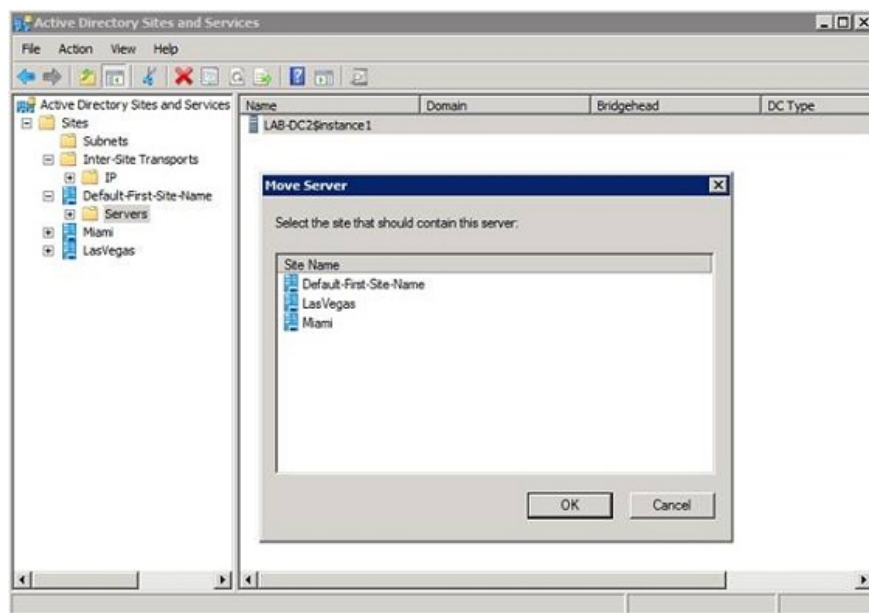 Active Directory Sites and Services
File Action View Help
Active Directory Sites and Services
Sites
Subnets
Inter-Site Transports
IP
Default-First-Site-Name
Servers
Miami
LasVegas
Name Domain Bridgehead DC Type
LAB-DC2$instance1
Move Server
Select the site that should contain this server:
Site Name
Default-First-Site-Name
LasVegas
Miami
OK Cancel